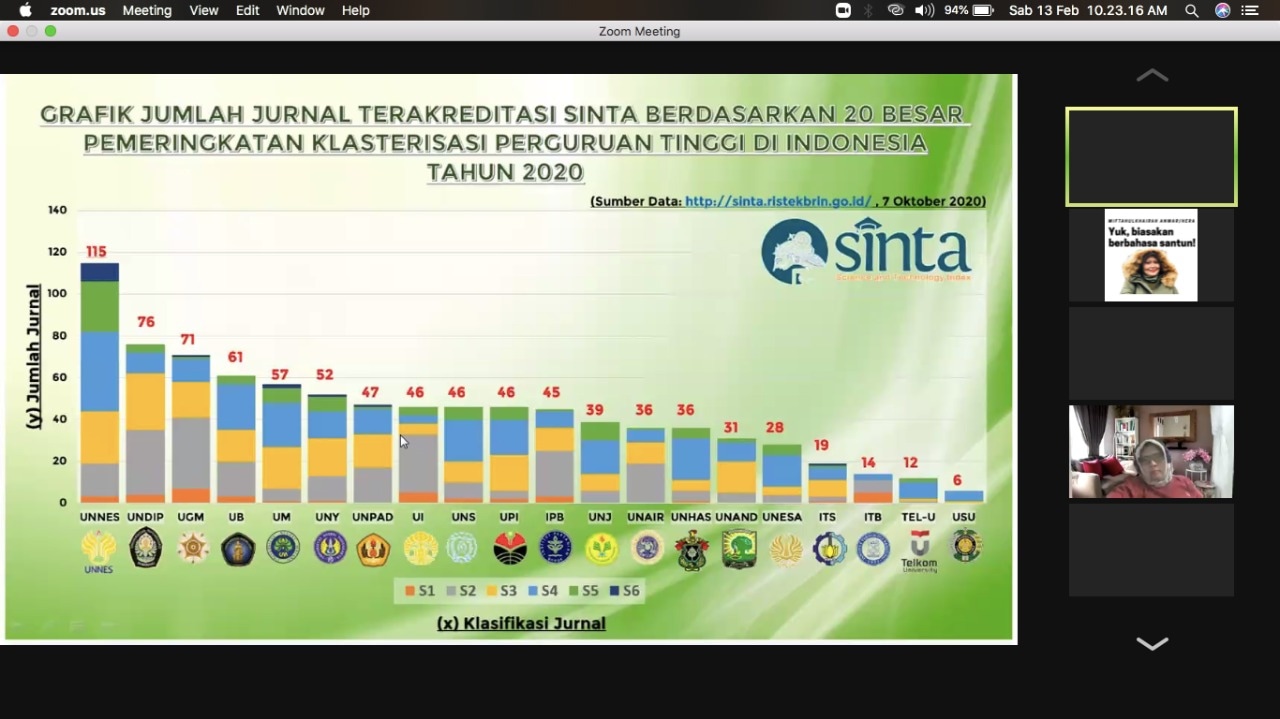 zoom.us Meeting View Edit Window Help
94% Sab 13 Feb 10.23.16 AM
Zoom Meeting
GRAFIK JUMLAH JURNAL TERAKREDITASI SINTA BERDASARKAN 20 BESAR
PEMERINGKATAN KLASTERISASI PERGURUAN TINGGI DI INDONESIA
TAHUN 2020
(Sumber Data: http://sinta.ristekbrin.go.id/ , 7 Oktober 2020)
sinta
Science and Technology Index
(y) Jumlah Jurnal
140
120
100
80
60
40
20
0
115 76 71 61 57 52 47 46 46 46 45 39 36 36 31 28 19 14 12 6
UNNES UNDIP UGM UB UM UNY UNPAD UI UNS UPI IPB UNJ UNAIR UNHAS UNAND UNESA ITS ITB TEL-U USU
UNNES
Telkom
University
S1 S2 S3 S4 S5 S6
(x) Klasifikasi Jurnal
Yuk, biasakan
berbahasa santun!